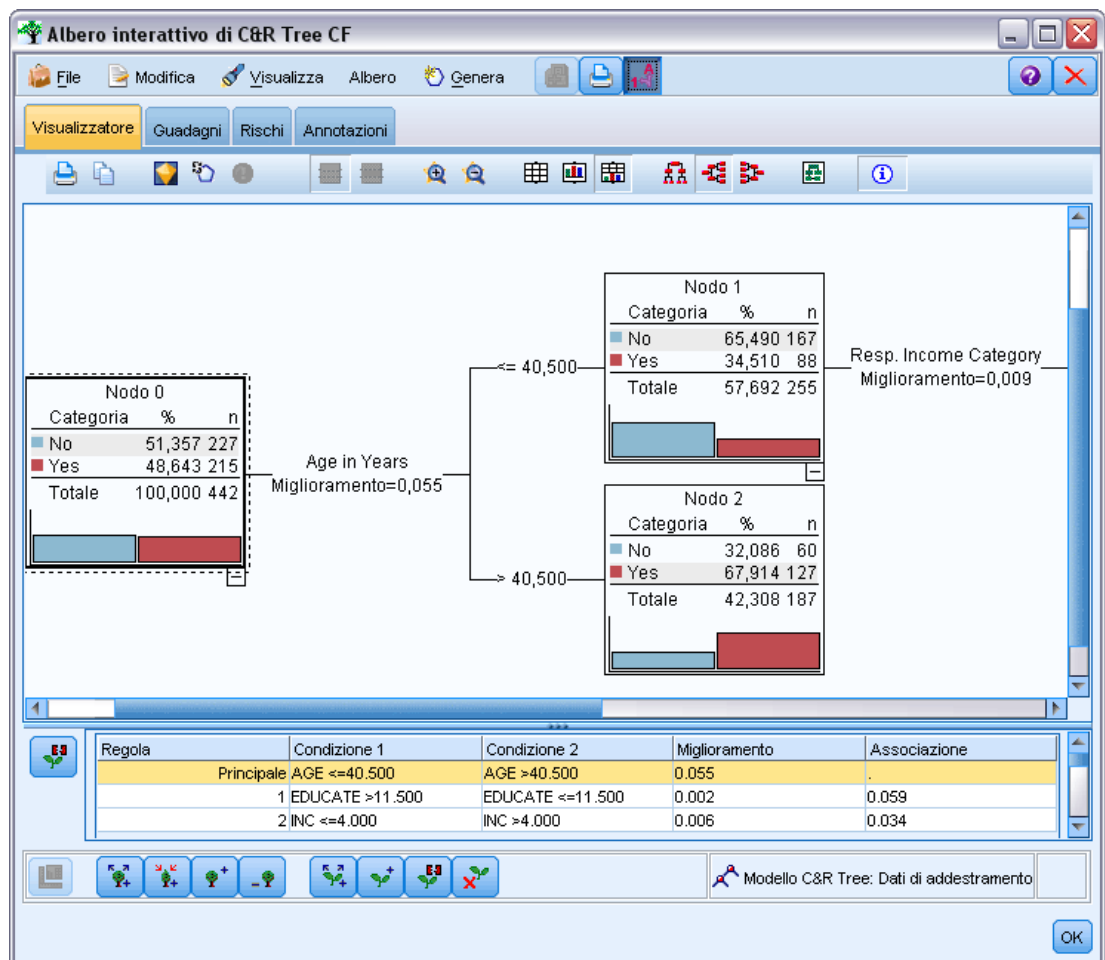 Albero interattivo di C&R Tree CF
File Modifica Visualizza Albero Genera
Visualizzatore Guadagni Rischi Annotazioni
Nodo 0
Categoria % n
No 51,357 227
Yes 48,643 215
Totale 100,000 442
Age in Years
Miglioramento=0,055
<= 40,500
Nodo 1
Categoria % n
No 65,490 167
Yes 34,510 88
Totale 57,692 255
Resp. Income Category
Miglioramento=0,009
> 40,500
Nodo 2
Categoria % n
No 32,086 60
Yes 67,914 127
Totale 42,308 187
Regola Condizione 1 Condizione 2 Miglioramento Associazione
Principale AGE <=40.500 AGE >40.500 0.055 .
1 EDUCATE >11.500 EDUCATE <=11.500 0.002 0.059
2 INC <=4.000 INC >4.000 0.006 0.034
Modello C&R Tree: Dati di addestramento
OK